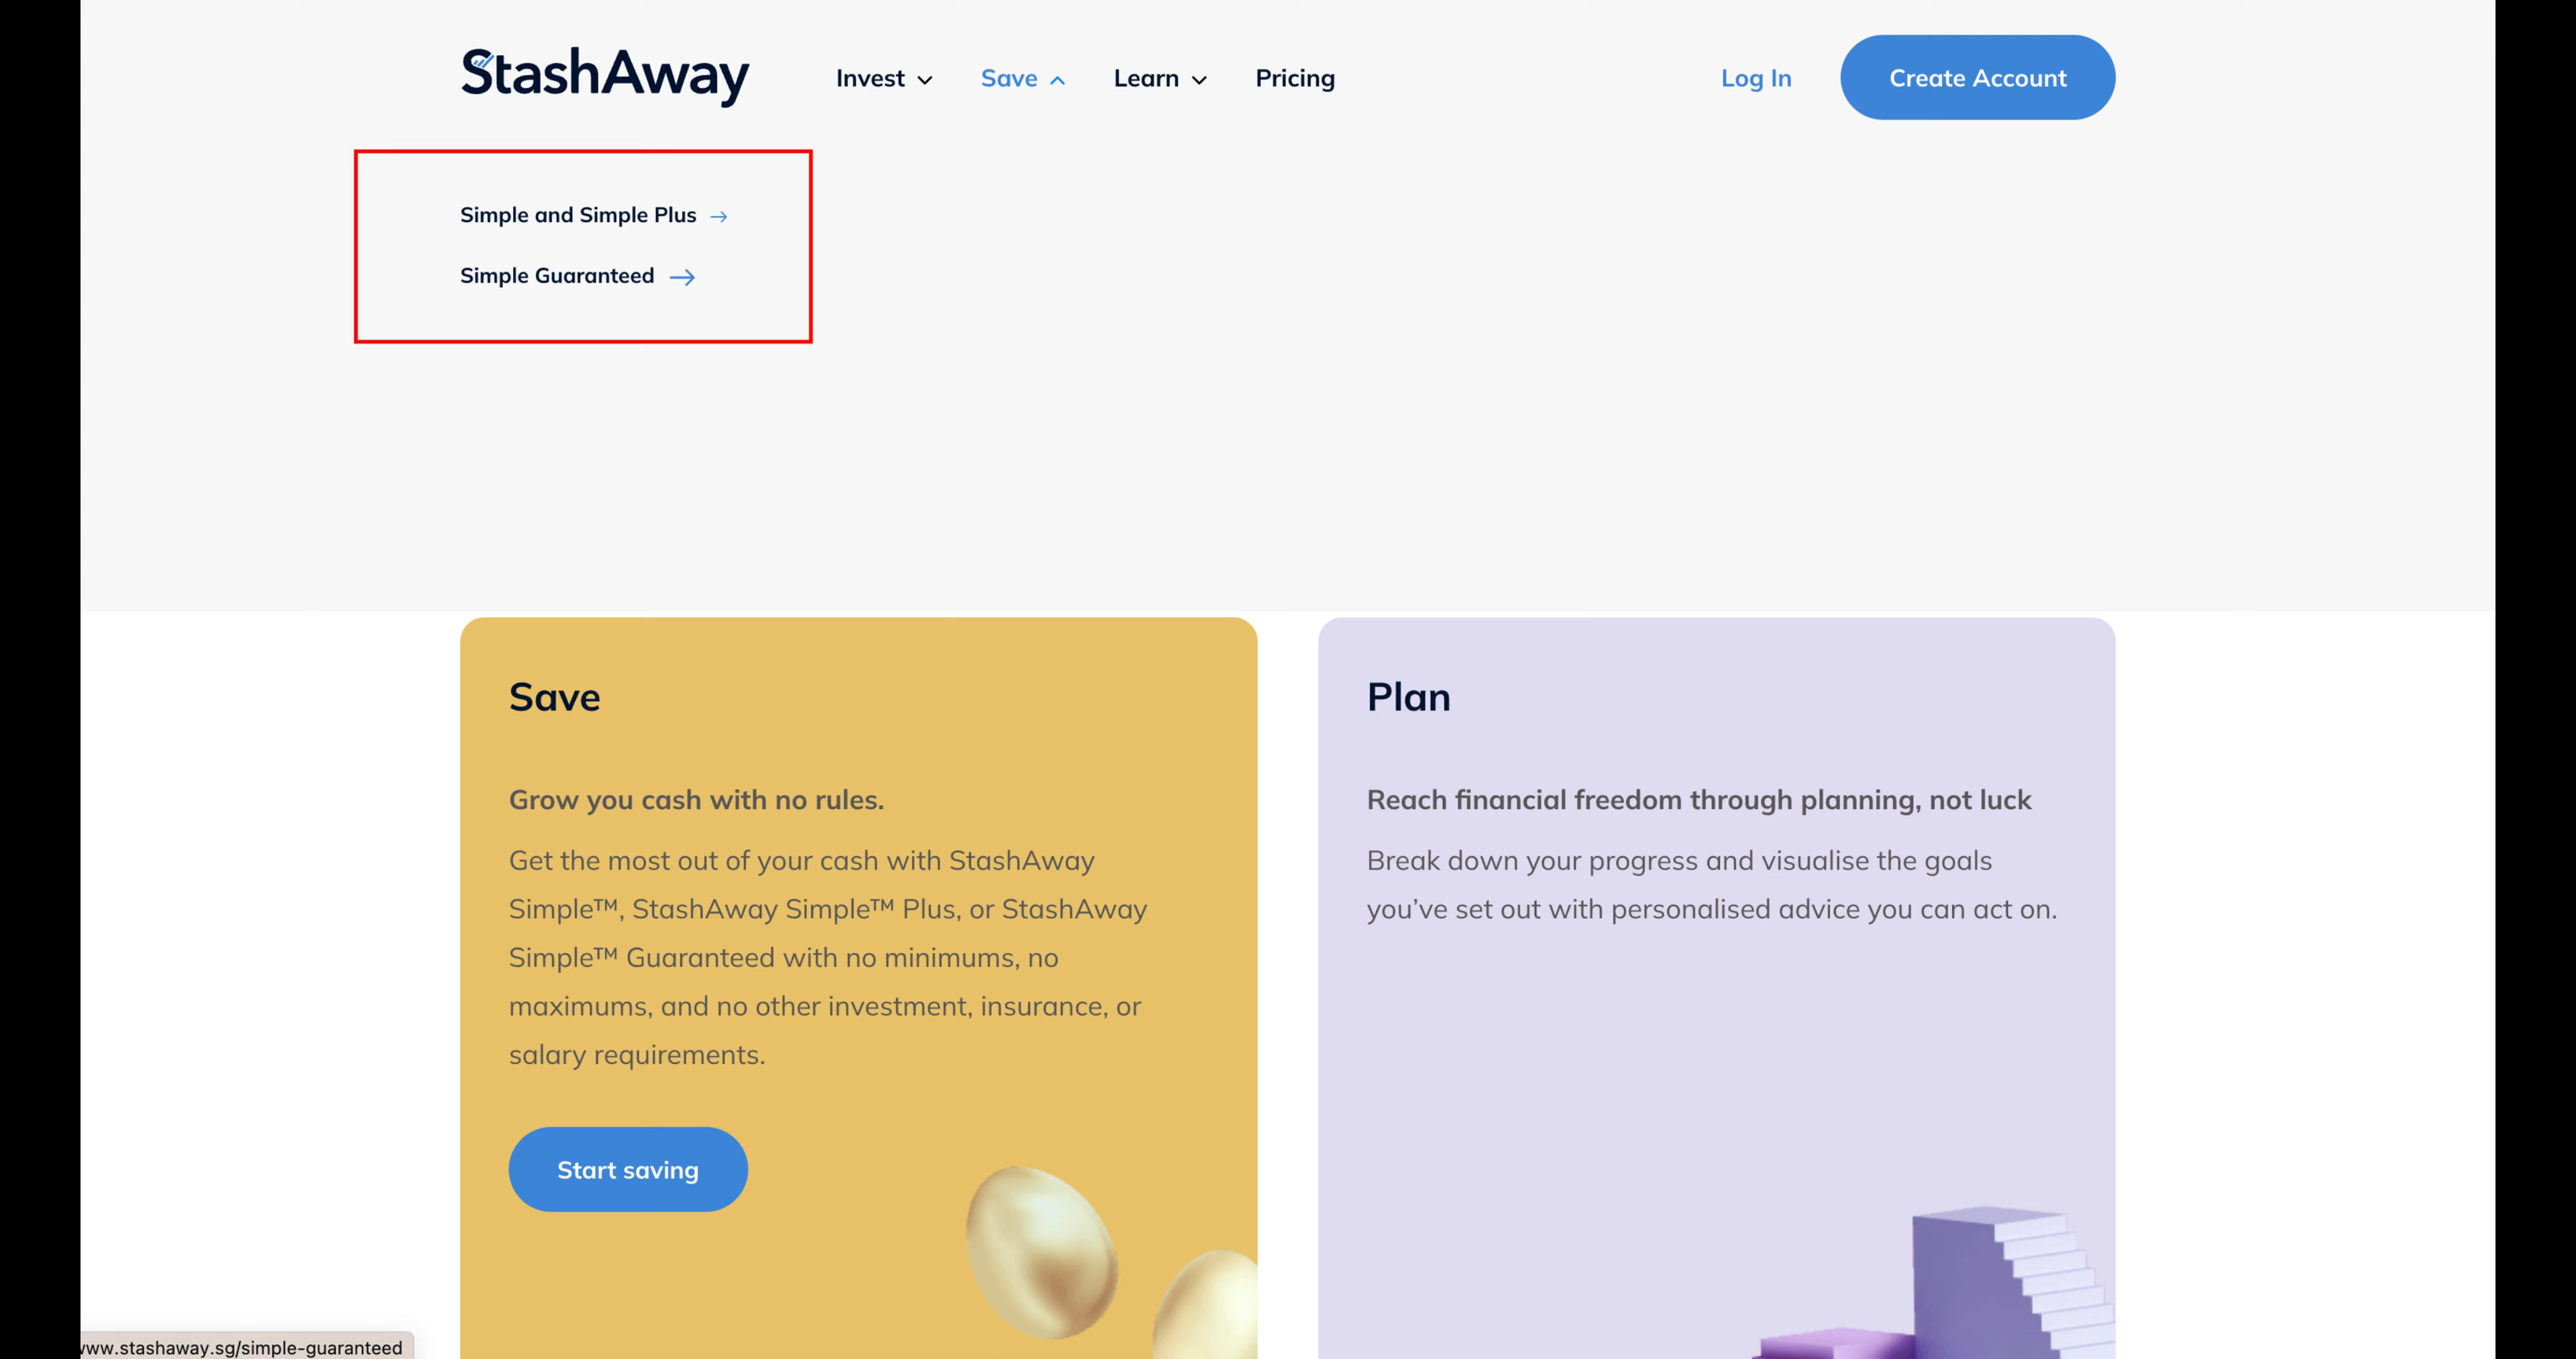 StashAway
Invest
Save
Learn
Pricing
Log In
Create Account
Simple and Simple Plus
Simple Guaranteed
Save
Grow you cash with no rules.
Get the most out of your cash with StashAway
Simple™, StashAway Simple™ Plus, or StashAway
Simple™ Guaranteed with no minimums, no
maximums, and no other investment, insurance, or
salary requirements.
Start saving
Plan
Reach financial freedom through planning, not luck
Break down your progress and visualise the goals
you’ve set out with personalised advice you can act on.
www.stashaway.sg/simple-guaranteed